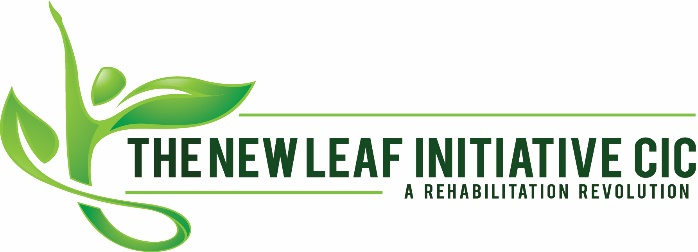 THE NEW LEAF INITIATIVE CIC
A REHABILITATION REVOLUTION